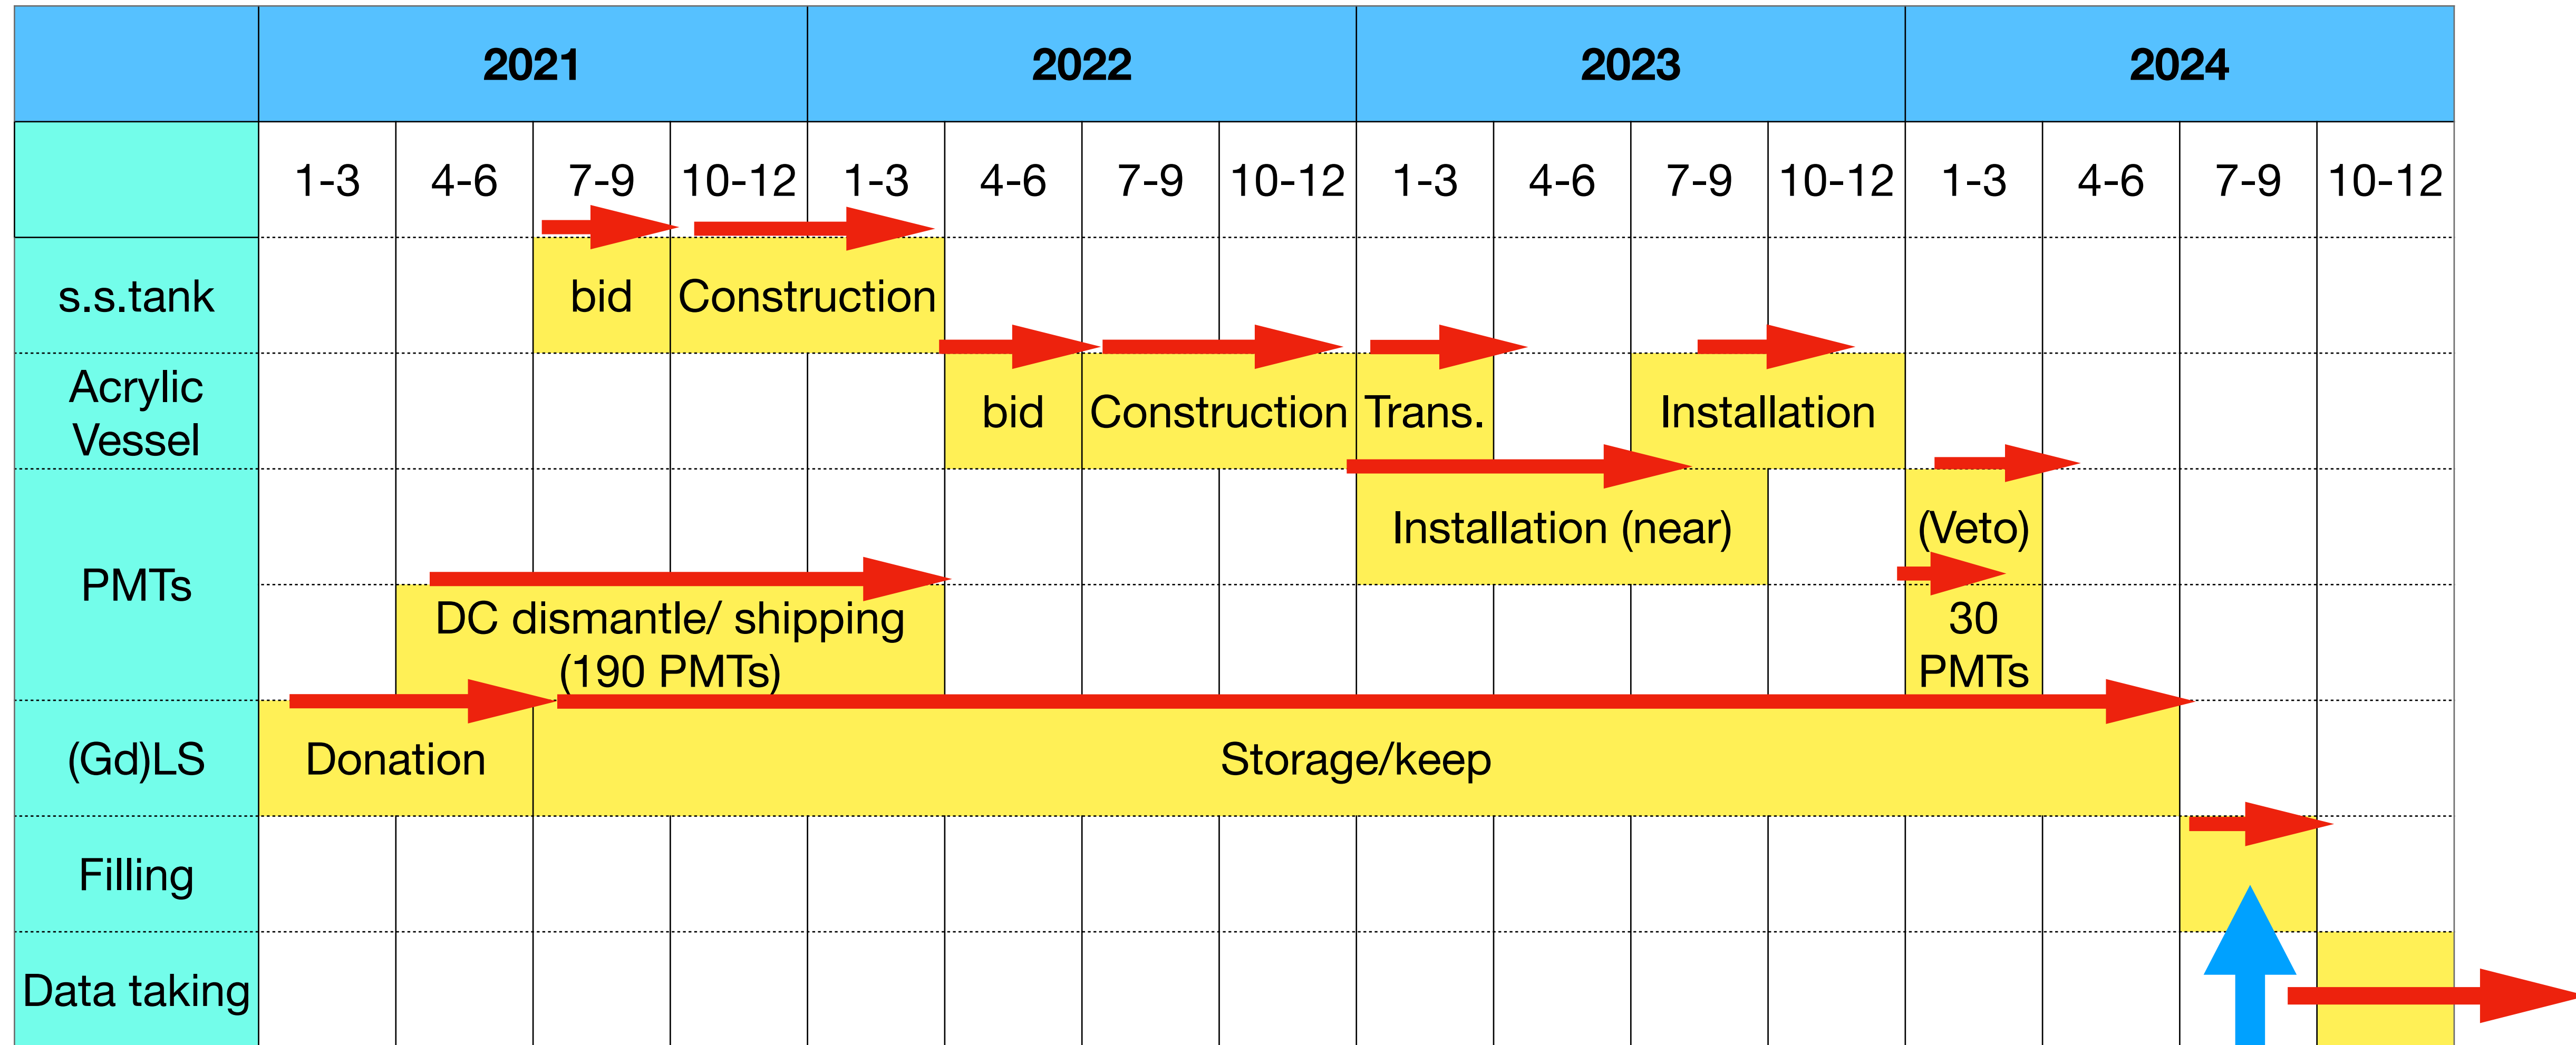 2021 2022 2023 2024
1-3 4-6 7-9 10-12 1-3 4-6 7-9 10-12 1-3 4-6 7-9 10-12 1-3 4-6 7-9 10-12
s.s.tank bid Construction
Acrylic
Vessel
bid Construction Trans. Installation
PMTs
Installation (near) (Veto)
DC dismantle/ shipping
(190 PMTs)
30
PMTs
(Gd)LS Donation Storage/keep
Filling
Data taking